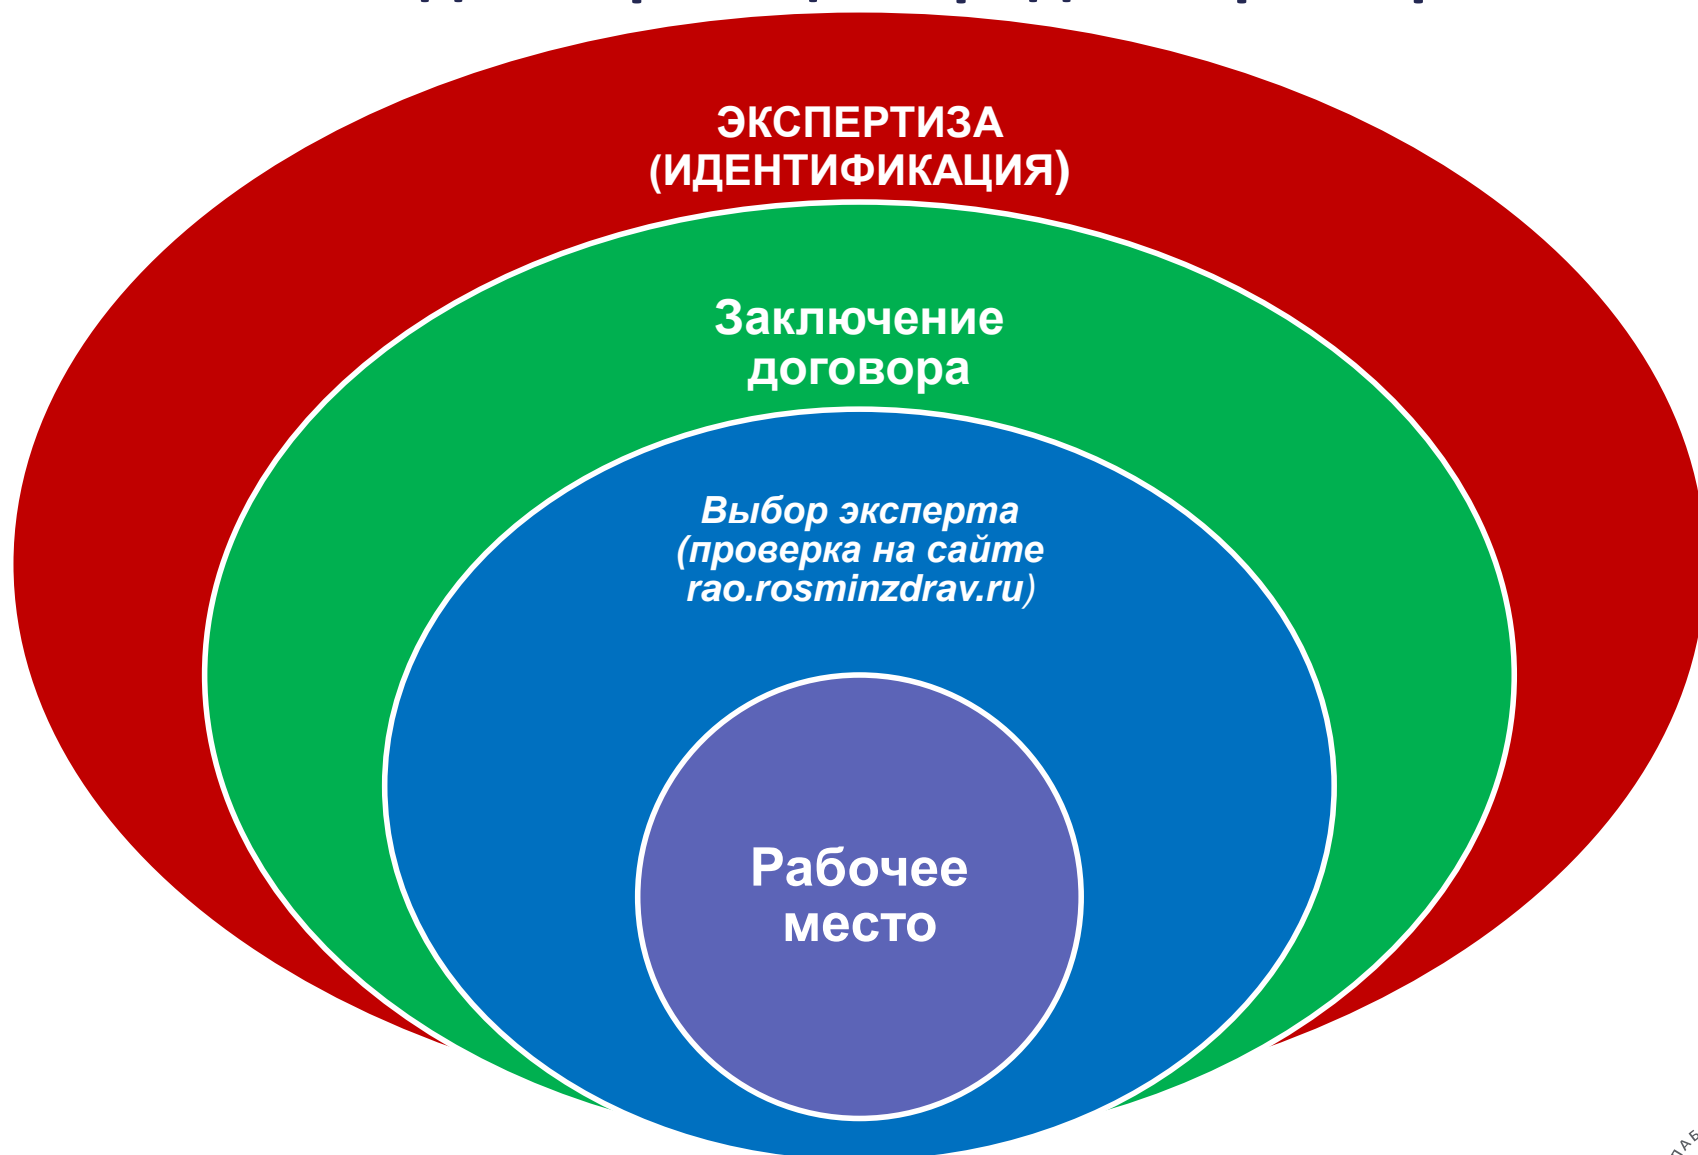 ЭКСПЕРТИЗА
(ИДЕНТИФИКАЦИЯ)
Заключение
договора
Выбор эксперта
(проверка на сайте
rao.rosminzdrav.ru)
Рабочее
место